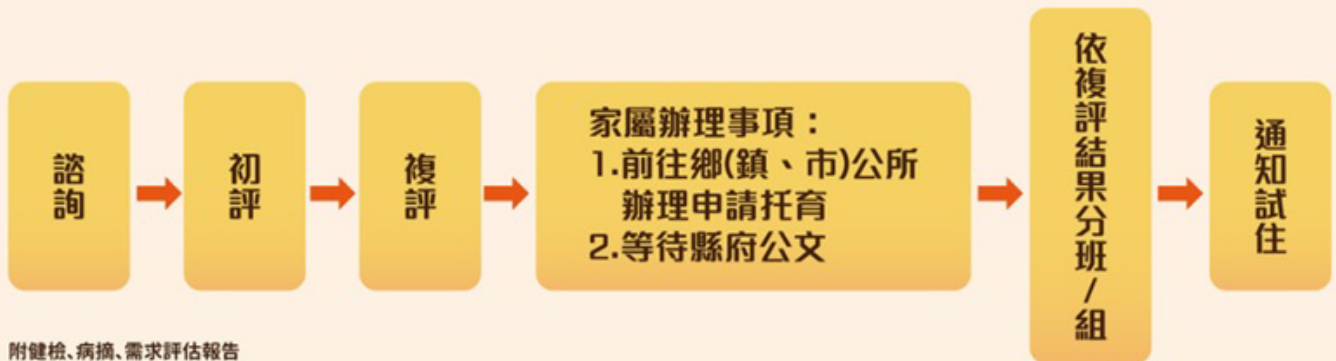 諮詢
初評
複評
家屬辦理事項：
1.前往鄉(鎮、市)公所
辦理申請托育
2.等待縣府公文
依複評結果分班/組
通知試住
附健檢、病摘、需求評估報告